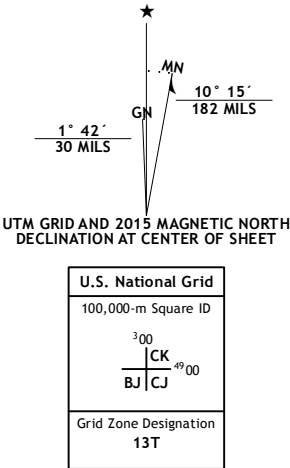 ★
MN
GN
10° 15´
182 MILS
1° 42´
30 MILS
UTM GRID AND 2015 MAGNETIC NORTH
DECLINATION AT CENTER OF SHEET
U.S. National Grid
100,000-m Square ID
300
CK
4900
BJ CJ
Grid Zone Designation
13T